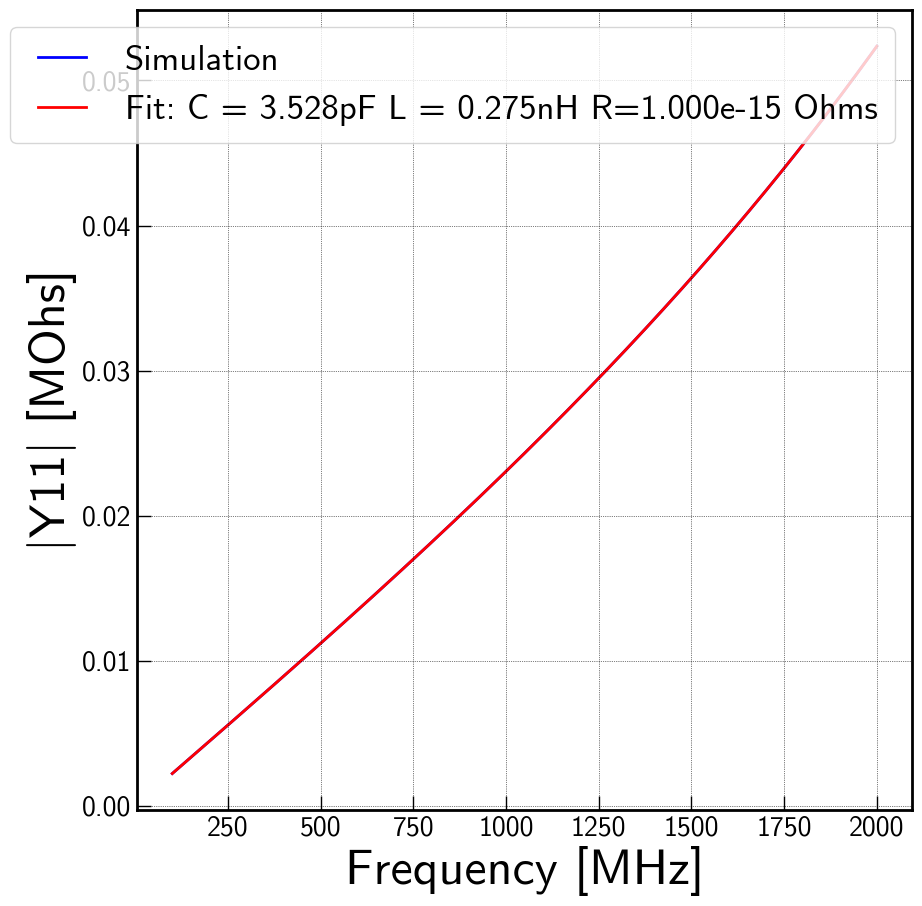 Simulation
Fit: C = 3.528pF L = 0.275nH R=1.000e-15 Ohms
0.05
0.04
0.03
0.02
0.01
0.00
|Y11| [MOhs]
250 500 750 1000 1250 1500 1750 2000
Frequency [MHz]